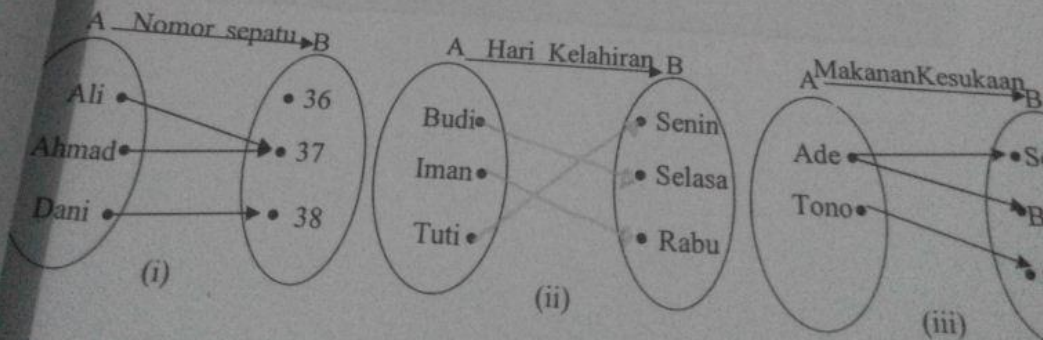 A Nomor sepatu B
Ali
Ahmad
Dani
36
37
38
(i)
A Hari Kelahiran B
Budi
Iman
Tuti
Senin
Selasa
Rabu
(ii)
A MakananKesukaan B
Ade
Tono
(iii)